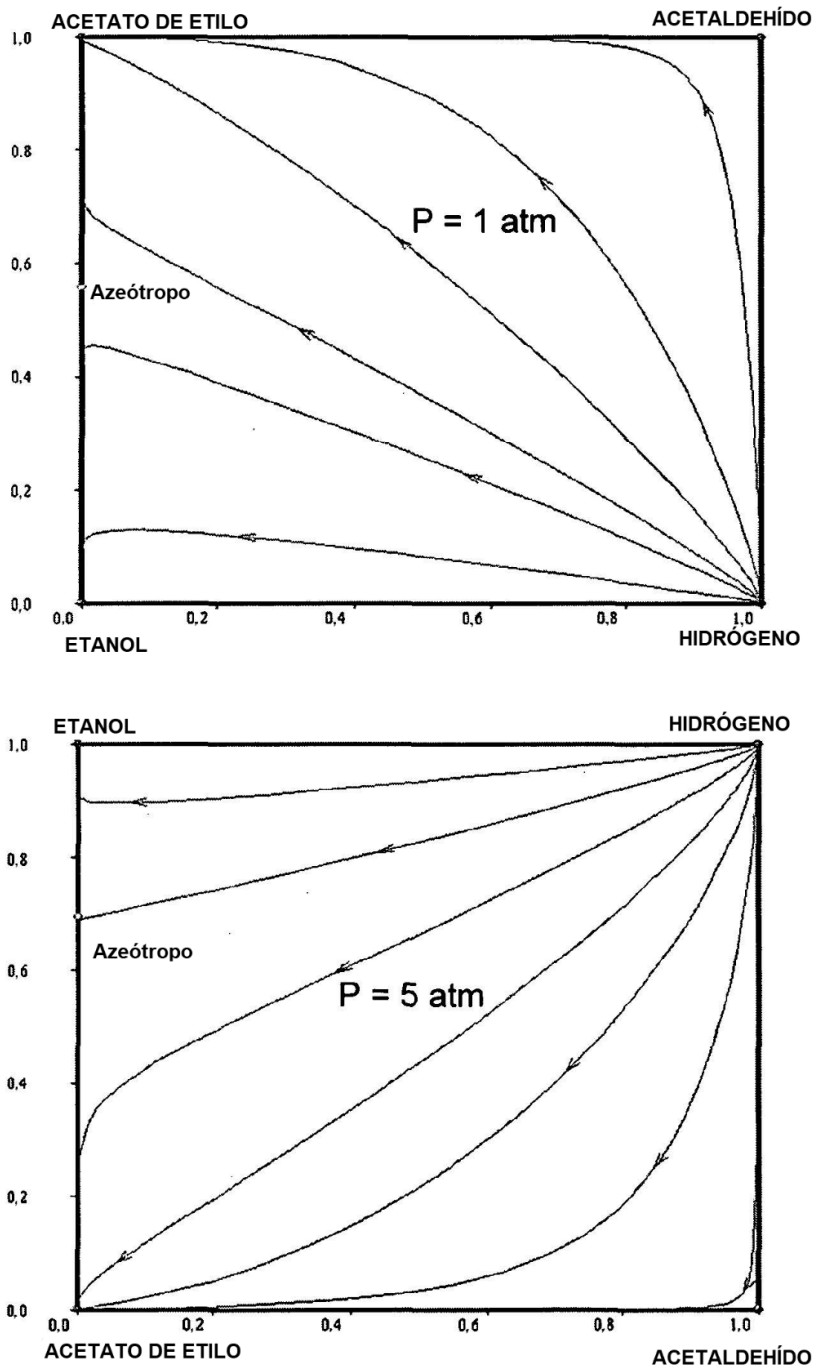 ACETATO DE ETILO ACETALDEHÍDO
1.0
0.8
P = 1 atm
0.6
Azeótropo
0,4
0,2
0,0
0.0 0,2 0,4 0,6 0,8 1,0
ETANOL HIDRÓGENO
ETANOL HIDRÓGENO
1,0
0,8
Azeótropo
0,6
P = 5 atm
0,4
0,2
0,0
0.0 0.2 0.4 0.6 0.8 1.0
ACETATO DE ETILO ACETALDEHÍDO